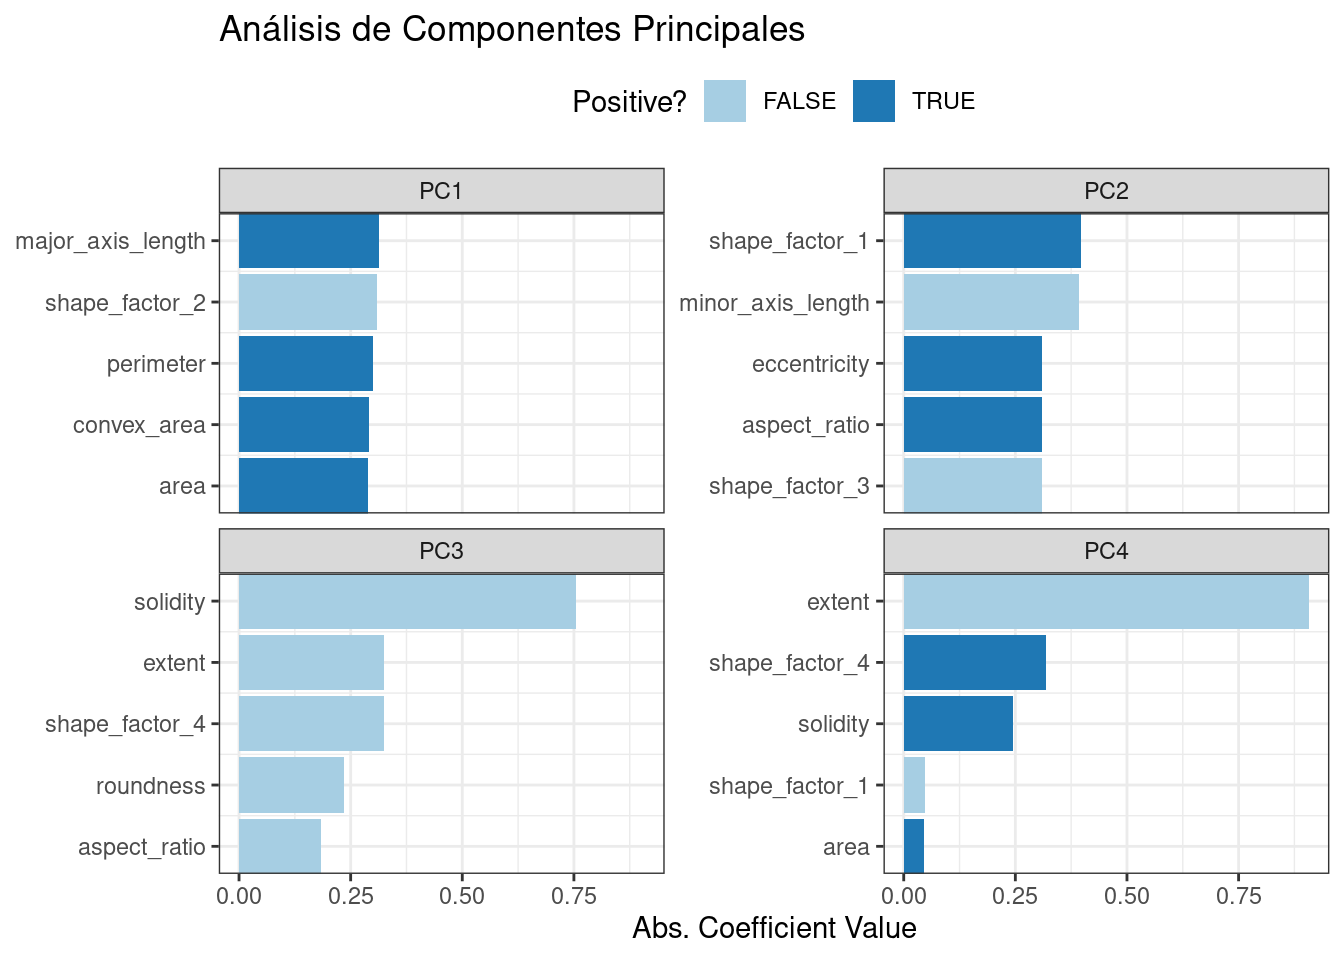 Análisis de Componentes Principales
Positive? FALSE TRUE
PC1
major_axis_length
shape_factor_2
perimeter
convex_area
area
PC2
shape_factor_1
minor_axis_length
eccentricity
aspect_ratio
shape_factor_3
PC3
solidity
extent
shape_factor_4
roundness
aspect_ratio
0.00 0.25 0.50 0.75
PC4
extent
shape_factor_4
solidity
shape_factor_1
area
0.00 0.25 0.50 0.75
Abs. Coefficient Value